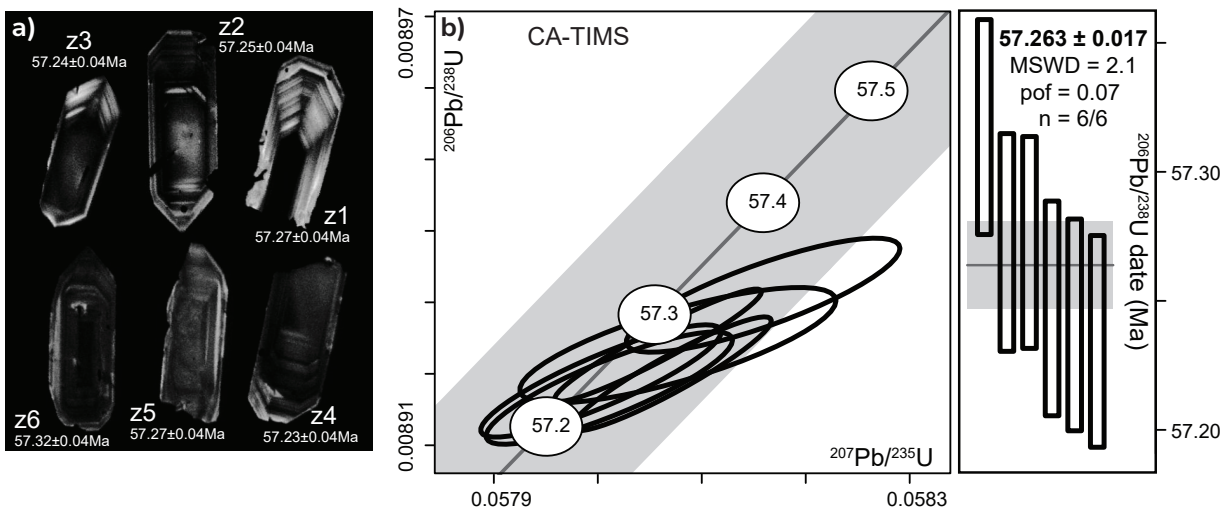 a)
z3
57.24±0.04Ma
z2
57.25±0.04Ma
z1
57.27±0.04Ma
z6
57.32±0.04Ma
z5
57.27±0.04Ma
z4
57.23±0.04Ma
b)
CA-TIMS
0.00897
0.00891
²⁰⁶Pb/²³⁸U
57.5
57.4
57.3
57.2
²⁰⁷Pb/²³⁵U
0.0579
0.0583
57.263 ± 0.017
MSWD = 2.1
pof = 0.07
n = 6/6
²⁰⁶Pb/²³⁸U date (Ma)
57.30
57.20